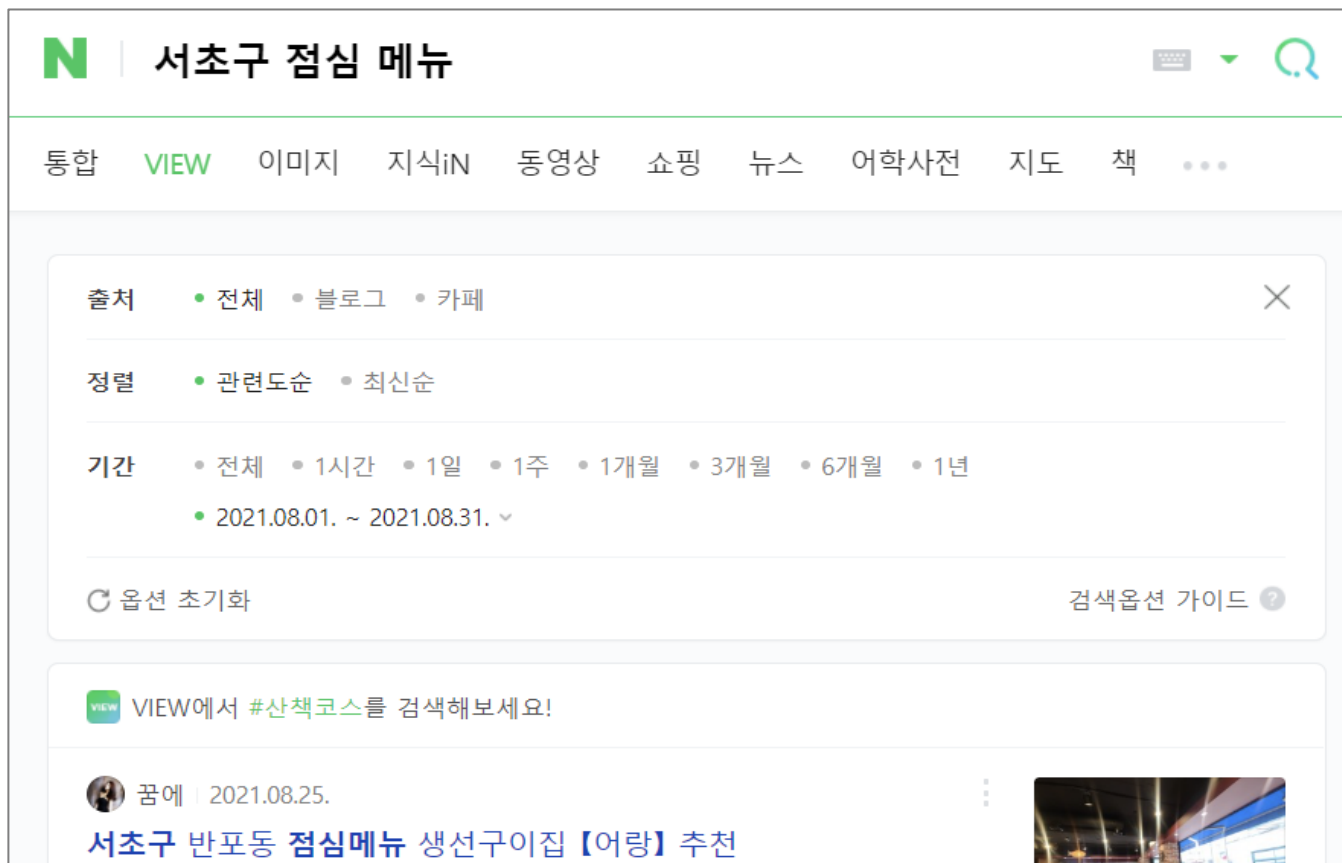 N 서초구 점심 메뉴
통합 VIEW 이미지 지식iN 동영상 쇼핑 뉴스 어학사전 지도 책
출처 전체 블로그 카페
정렬 관련도순 최신순
기간 전체 1시간 1일 1주 1개월 3개월 6개월 1년
2021.08.01. ~ 2021.08.31.
옵션 초기화 검색옵션 가이드 ?
VIEW VIEW에서 #산책코스를 검색해보세요!
꿈에 2021.08.25.
서초구 반포동 점심메뉴 생선구이집【어랑】추천